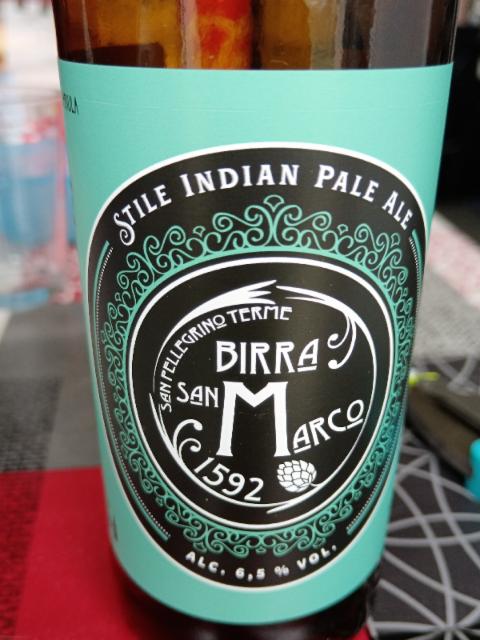 STILE INDIAN PALE ALE
SAN PELLEGRINO TERME
BIRRA
SAN MARCO
1592
ALC. 6,5 % VOL.